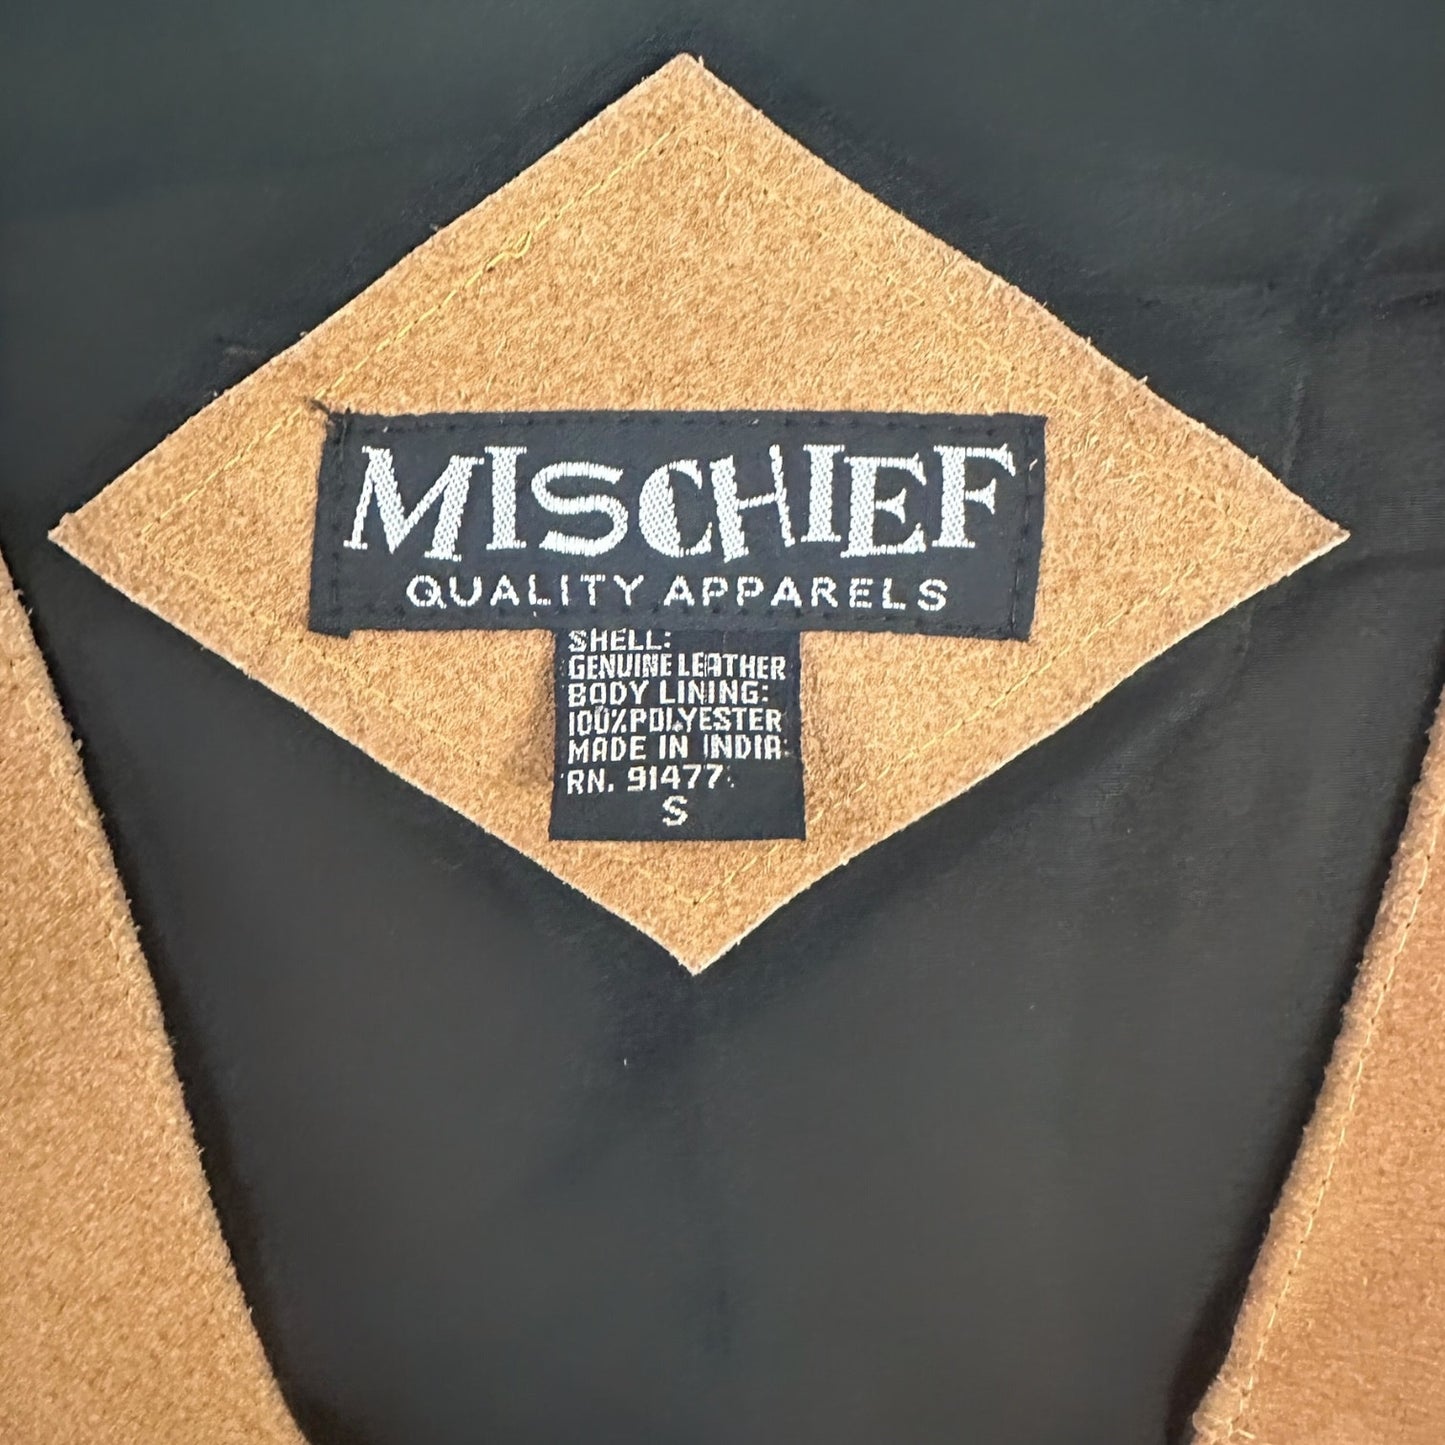 MISCHIEF
QUALITY APPARELS
SHELL:
GENUINE LEATHER
BODY LINING:
100%POLYESTER
MADE IN INDIA
RN. 91477
S